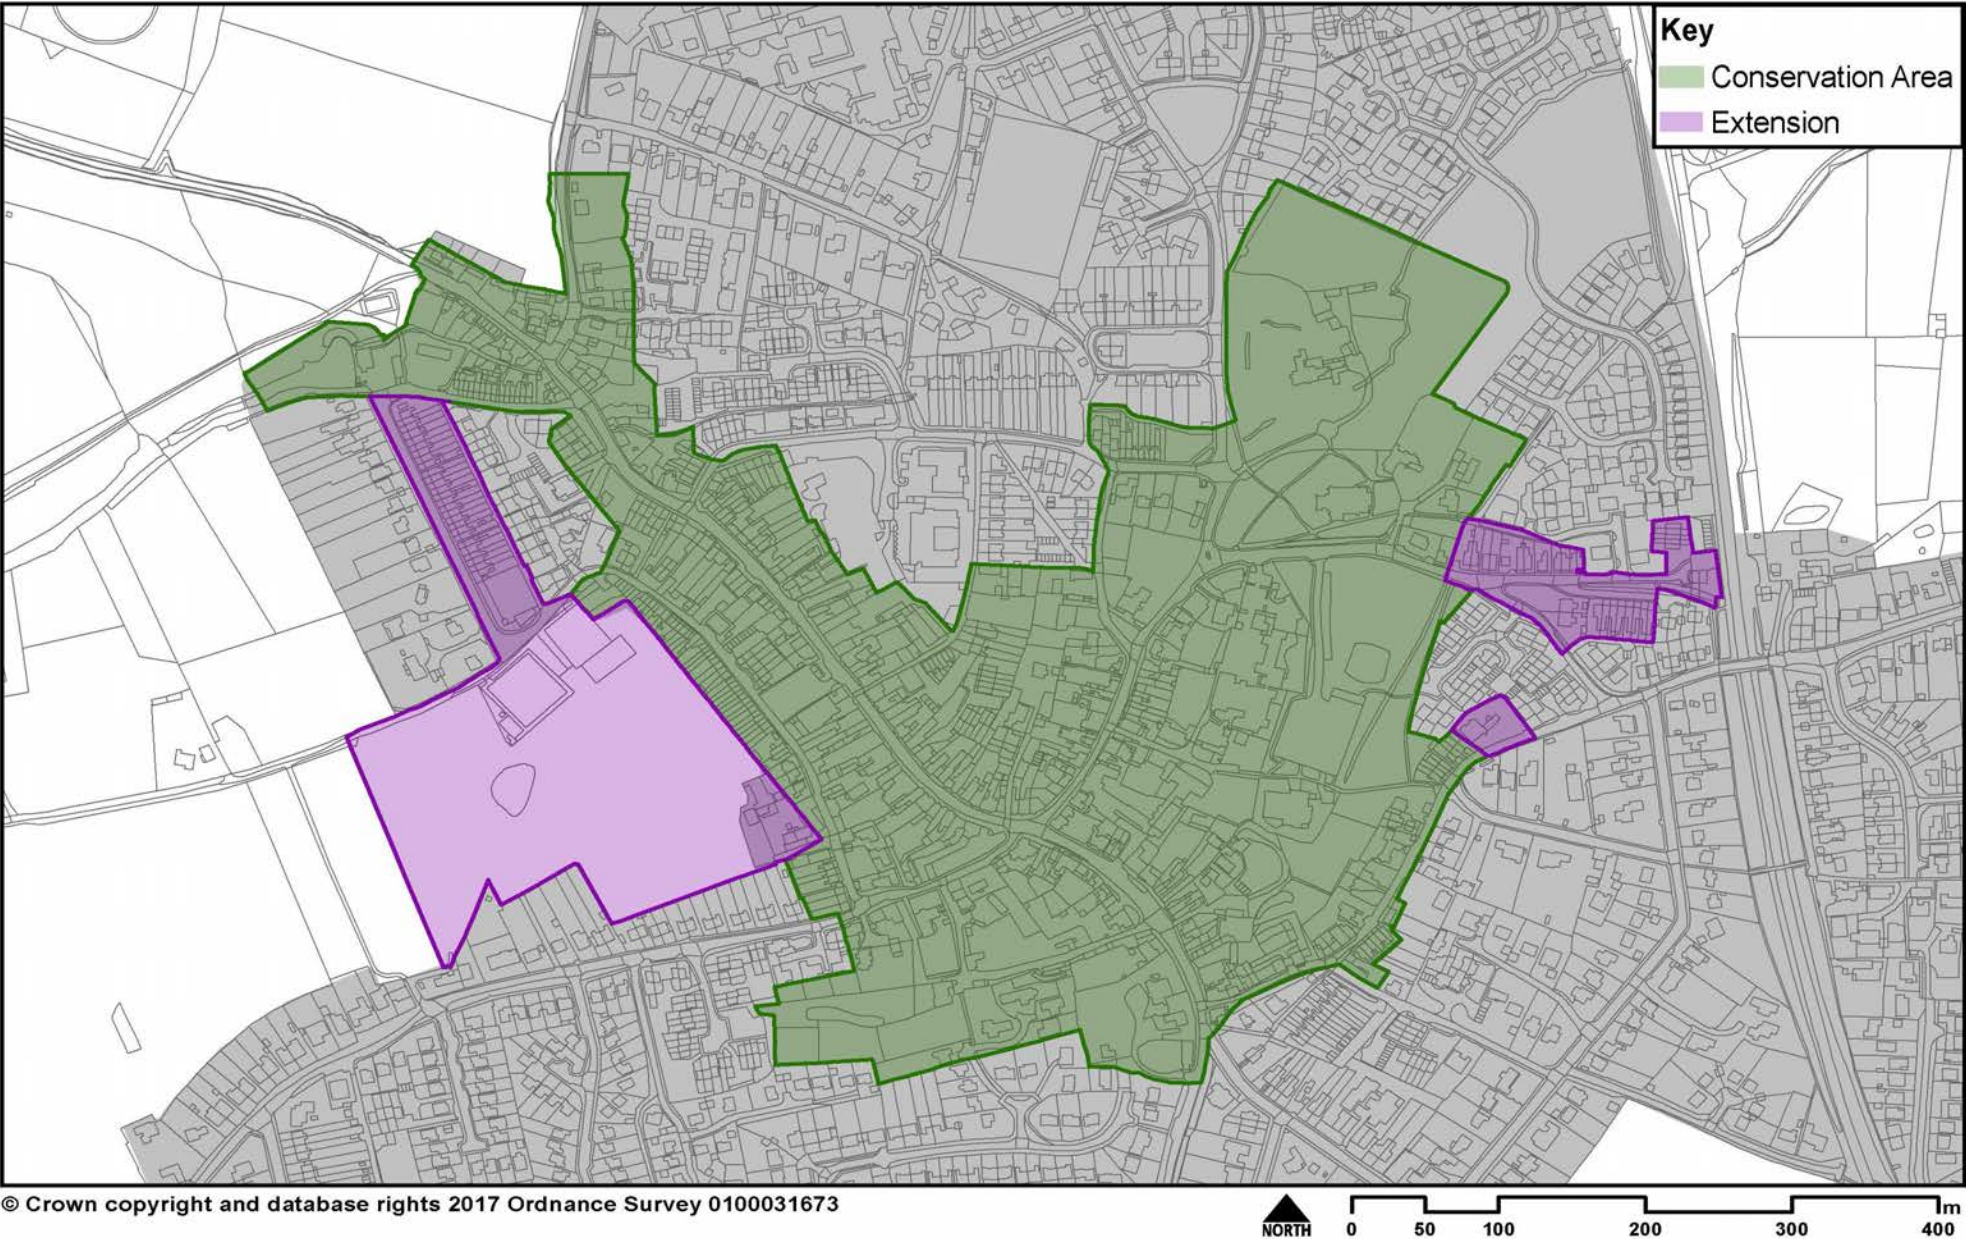 Key
Conservation Area
Extension
© Crown copyright and database rights 2017 Ordnance Survey 0100031673
NORTH
0 50 100 200 300 400 m